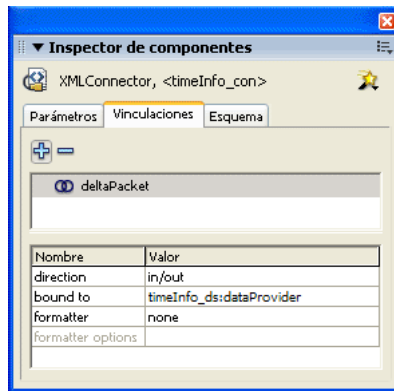 Inspector de componentes
XMLConnector, <timeInfo_con>
Parámetros Vinculaciones Esquema
deltaPacket
Nombre Valor
direction in/out
bound to timeInfo_ds:dataProvider
formatter none
formatter options